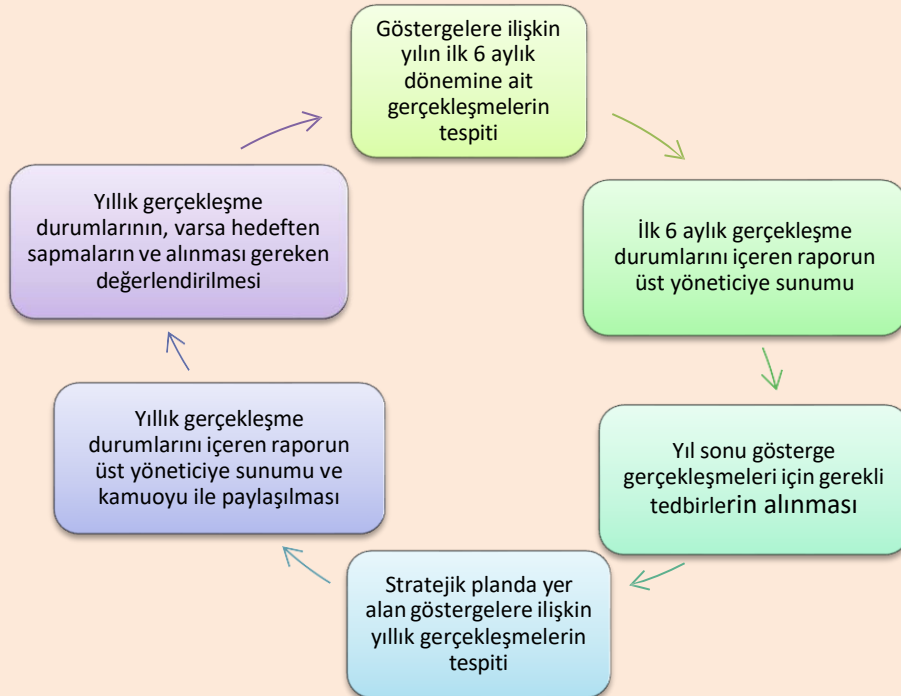 Göstergelere ilişkin
yılın ilk 6 aylık
dönemine ait
gerçekleşmelerin
tespiti
İlk 6 aylık gerçekleşme
durumlarını içeren raporun
üst yöneticiye sunumu
Yıl sonu gösterge
gerçekleşmeleri için gerekli
tedbirlerin alınması
Stratejik planda yer
alan göstergelere ilişkin
yıllık gerçekleşmelerin
tespiti
Yıllık gerçekleşme
durumlarını içeren raporun
üst yöneticiye sunumu ve
kamuoyu ile paylaşılması
Yıllık gerçekleşme
durumlarının, varsa hedeften
sapmaların ve alınması gereken
değerlendirilmesi